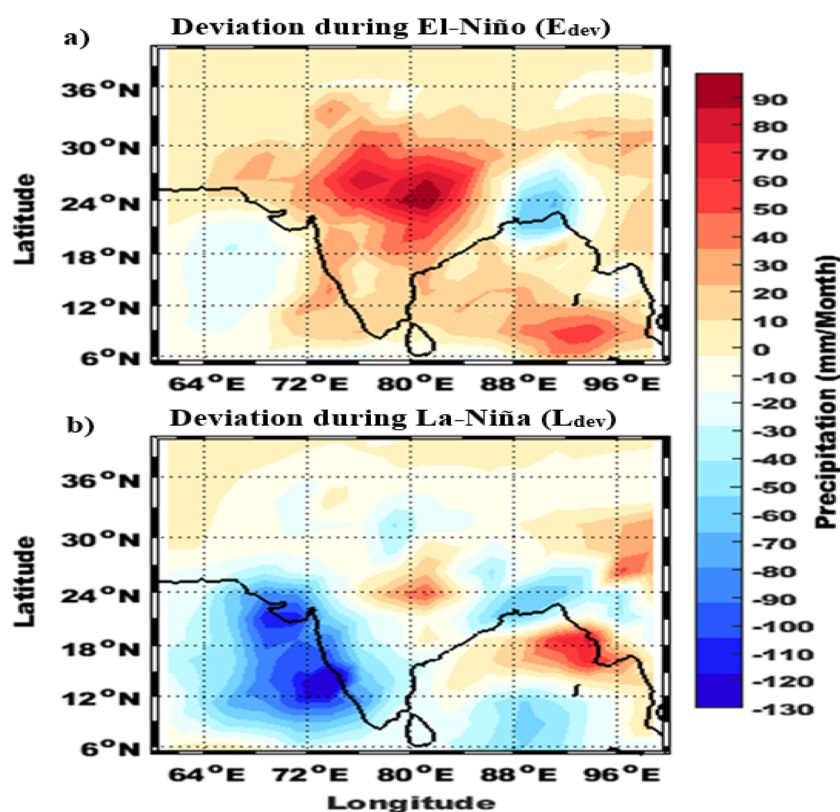 Deviation during El-Niño (Edev)
a)
36°N
30°N
24°N
18°N
12°N
6°N
Latitude
64°E 72°E 80°E 88°E 96°E
Deviation during La-Niña (Ldev)
b)
36°N
30°N
24°N
18°N
12°N
6°N
Latitude
64°E 72°E 80°E 88°E 96°E
Longitude
90
80
70
60
50
40
30
20
10
0
-10
-20
-30
-40
-50
-60
-70
-80
-90
-100
-110
-120
-130
Precipitation (mm/Month)